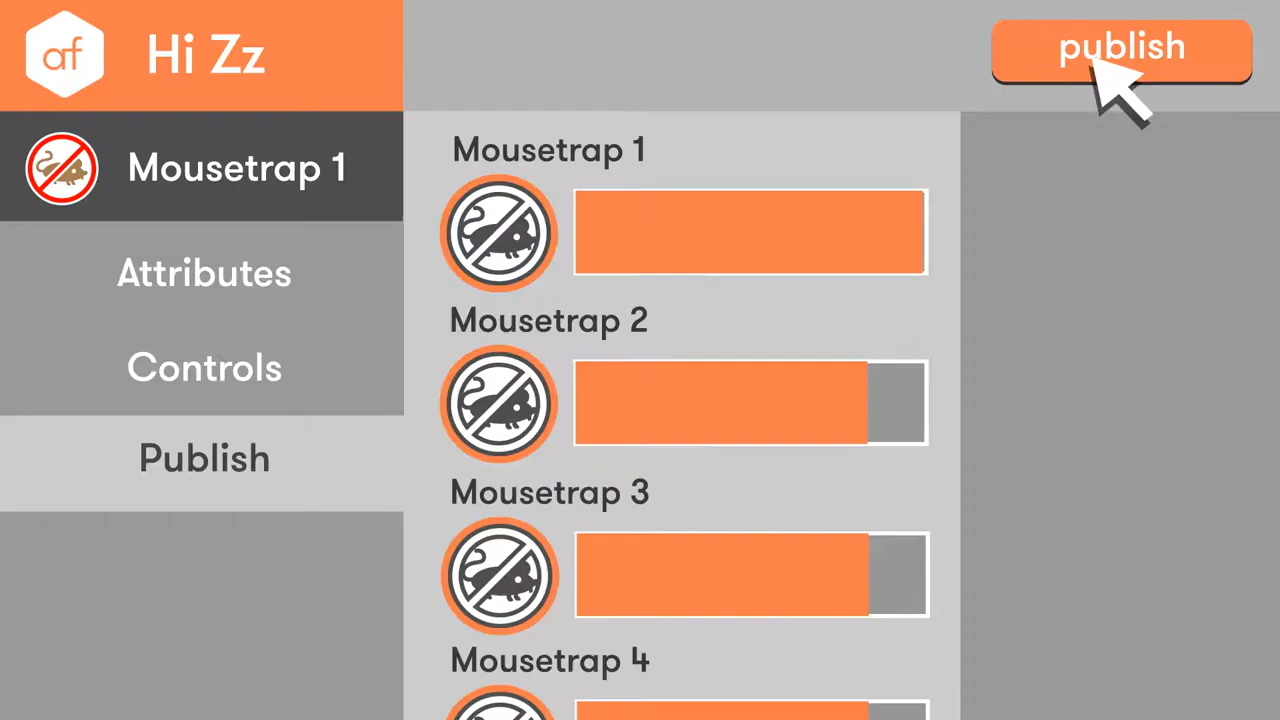 af
Hi Zz
publish
Mousetrap 1
Attributes
Controls
Publish
Mousetrap 1
Mousetrap 2
Mousetrap 3
Mousetrap 4